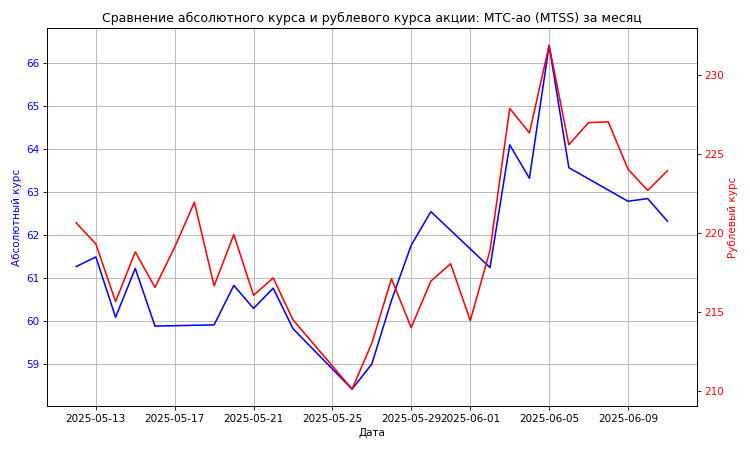 Сравнение абсолютного курса и рублевого курса акции: МТС-ао (MTSS) за месяц
66
65
64
63
62
61
60
59
Абсолютный курс
230
225
220
215
210
Рублевый курс
2025-05-13 2025-05-17 2025-05-21 2025-05-25 2025-05-29 2025-06-01 2025-06-05 2025-06-09
Дата